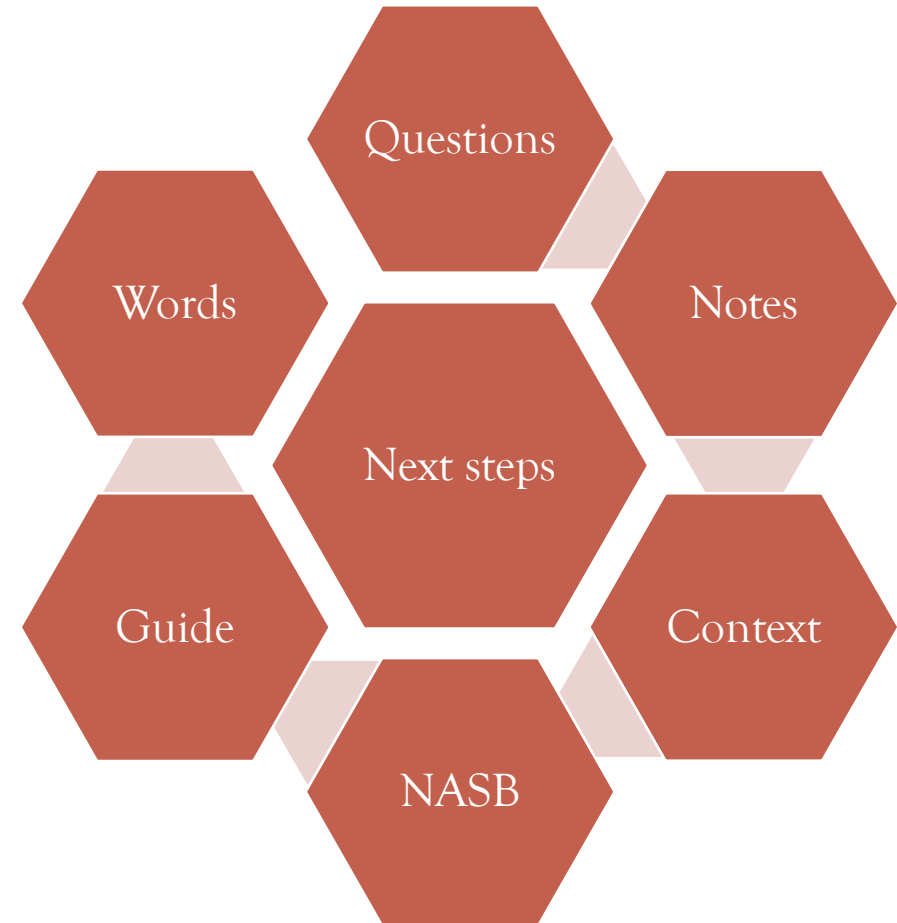 Questions
Words
Notes
Next steps
Guide
Context
NASB